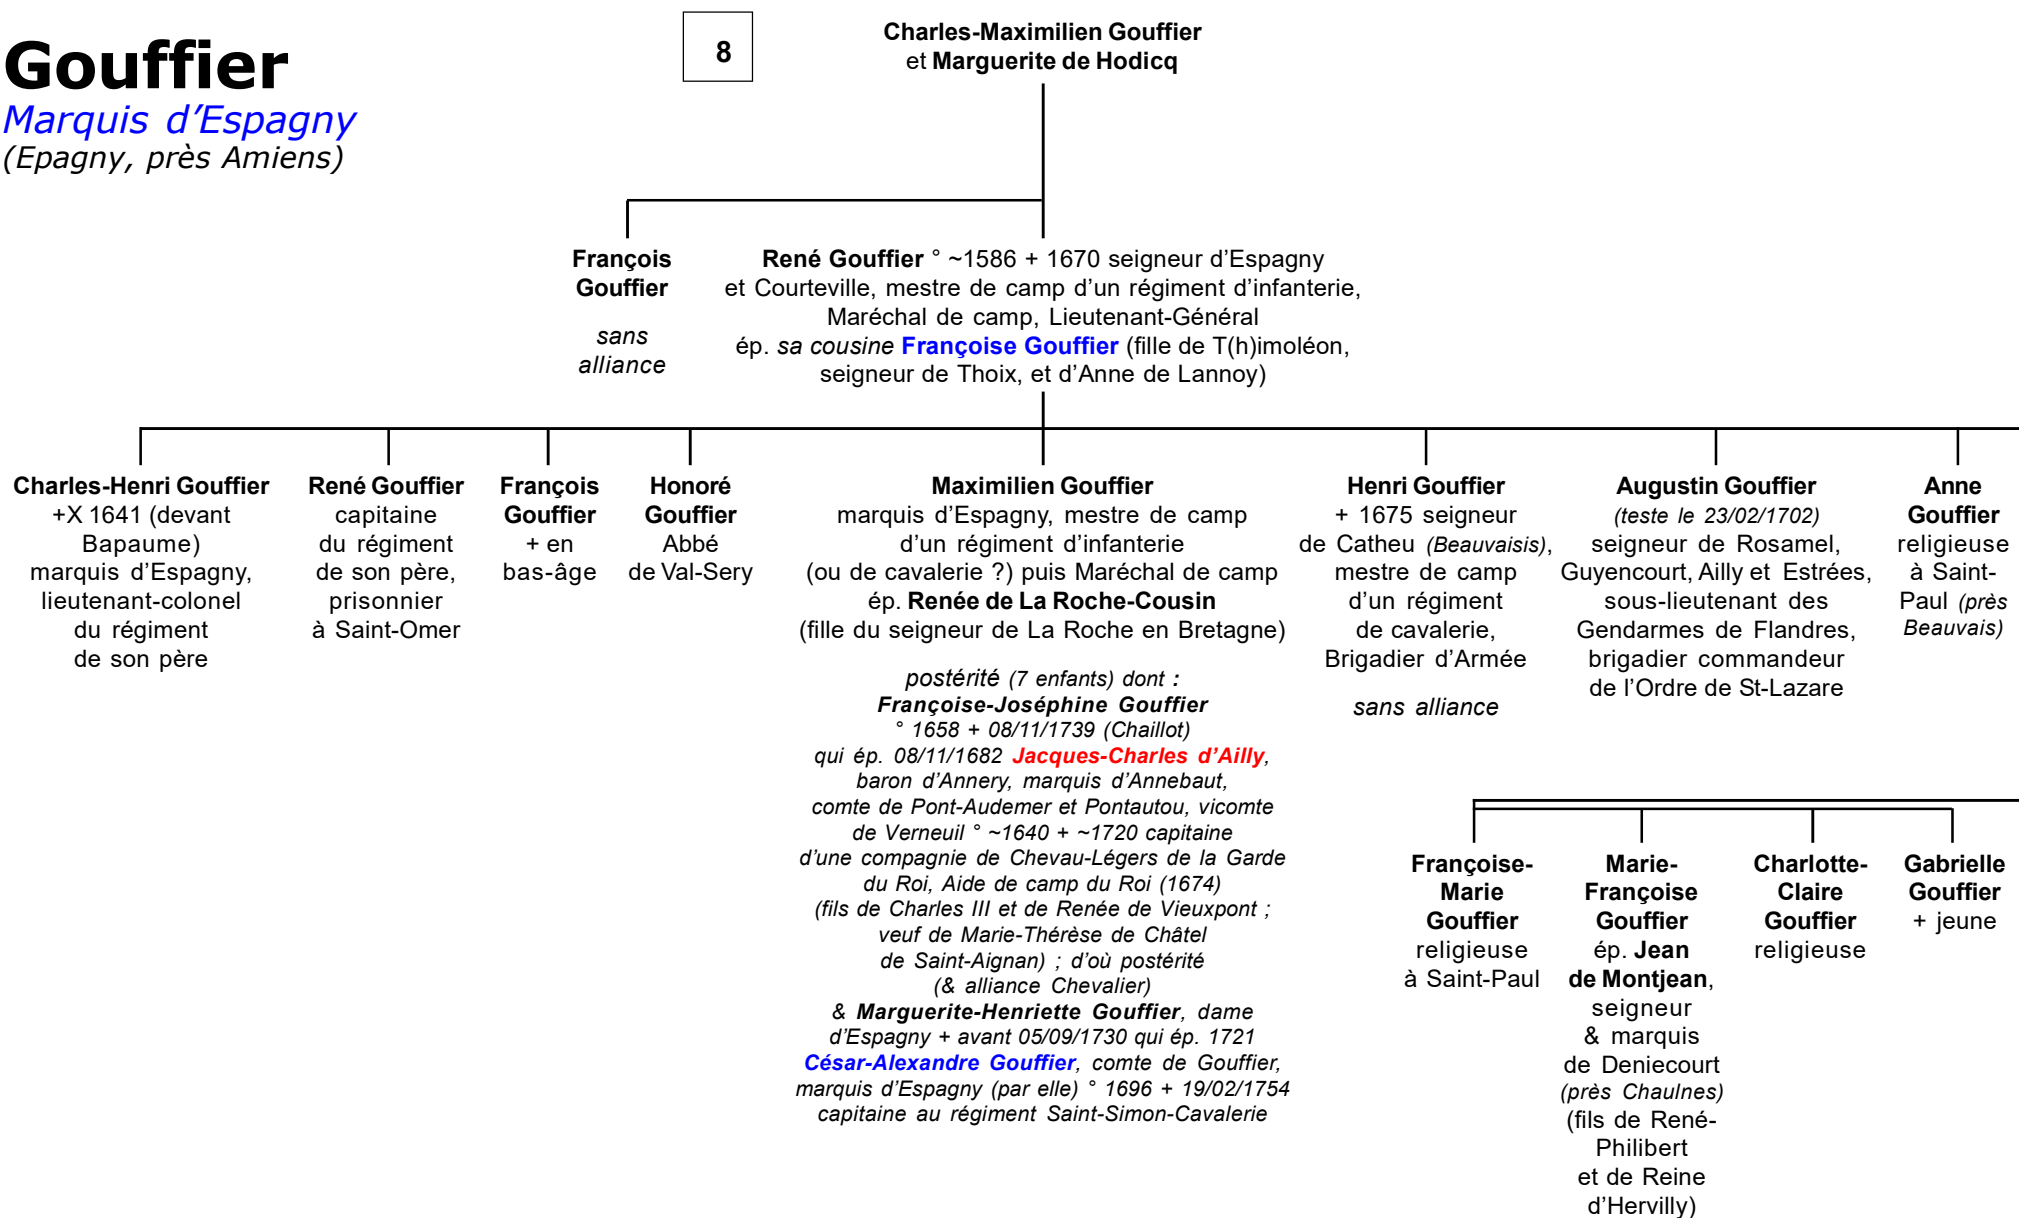 Gouffier
Marquis d’Espagny
(Epagny, près Amiens)
8
Charles-Maximilien Gouffier
et Marguerite de Hodicq
François
Gouffier
sans
alliance
René Gouffier ° ~1586 + 1670 seigneur d’Espagny
et Courteville, mestre de camp d’un régiment d’infanterie,
Maréchal de camp, Lieutenant-Général
ép. sa cousine Françoise Gouffier (fille de T(h)imoléon,
seigneur de Thoix, et d’Anne de Lannoy)
Charles-Henri Gouffier
+X 1641 (devant
Bapaume)
marquis d’Espagny,
lieutenant-colonel
du régiment
de son père
René Gouffier
capitaine
du régiment
de son père,
prisonnier
à Saint-Omer
François
Gouffier
+ en
bas-âge
Honoré
Gouffier
Abbé
de Val-Sery
Maximilien Gouffier
marquis d’Espagny, mestre de camp
d’un régiment d’infanterie
(ou de cavalerie ?) puis Maréchal de camp
ép. Renée de La Roche-Cousin
(fille du seigneur de La Roche en Bretagne)
postérité (7 enfants) dont :
Françoise-Joséphine Gouffier
° 1658 + 08/11/1739 (Chaillot)
qui ép. 08/11/1682 Jacques-Charles d’Ailly,
baron d’Annery, marquis d’Annebaut,
comte de Pont-Audemer et Pontautou, vicomte
de Verneuil ° ~1640 + ~1720 capitaine
d’une compagnie de Chevau-Légers de la Garde
du Roi, Aide de camp du Roi (1674)
(fils de Charles III et de Renée de Vieuxpont ;
veuf de Marie-Thérèse de Châtel
de Saint-Aignan) ; d’où postérité
(& alliance Chevalier)
& Marguerite-Henriette Gouffier, dame
d’Espagny + avant 05/09/1730 qui ép. 1721
César-Alexandre Gouffier, comte de Gouffier,
marquis d’Espagny (par elle) ° 1696 + 19/02/1754
capitaine au régiment Saint-Simon-Cavalerie
Henri Gouffier
+ 1675 seigneur
de Catheu (Beauvaisis),
mestre de camp
d’un régiment
de cavalerie,
Brigadier d’Armée
sans alliance
Augustin Gouffier
(teste le 23/02/1702)
seigneur de Rosamel,
Guyencourt, Ailly et Estrées,
sous-lieutenant des
Gendarmes de Flandres,
brigadier commandeur
de l’Ordre de St-Lazare
Anne
Gouffier
religieuse
à Saint-
Paul (près
Beauvais)
Françoise-
Marie
Gouffier
religieuse
à Saint-Paul
Marie-
Françoise
Gouffier
ép. Jean
de Montjean,
seigneur
& marquis
de Deniecourt
(près Chaulnes)
(fils de René-
Philibert
et de Reine
d’Hervilly)
Charlotte-
Claire
Gouffier
religieuse
Gabrielle
Gouffier
+ jeune